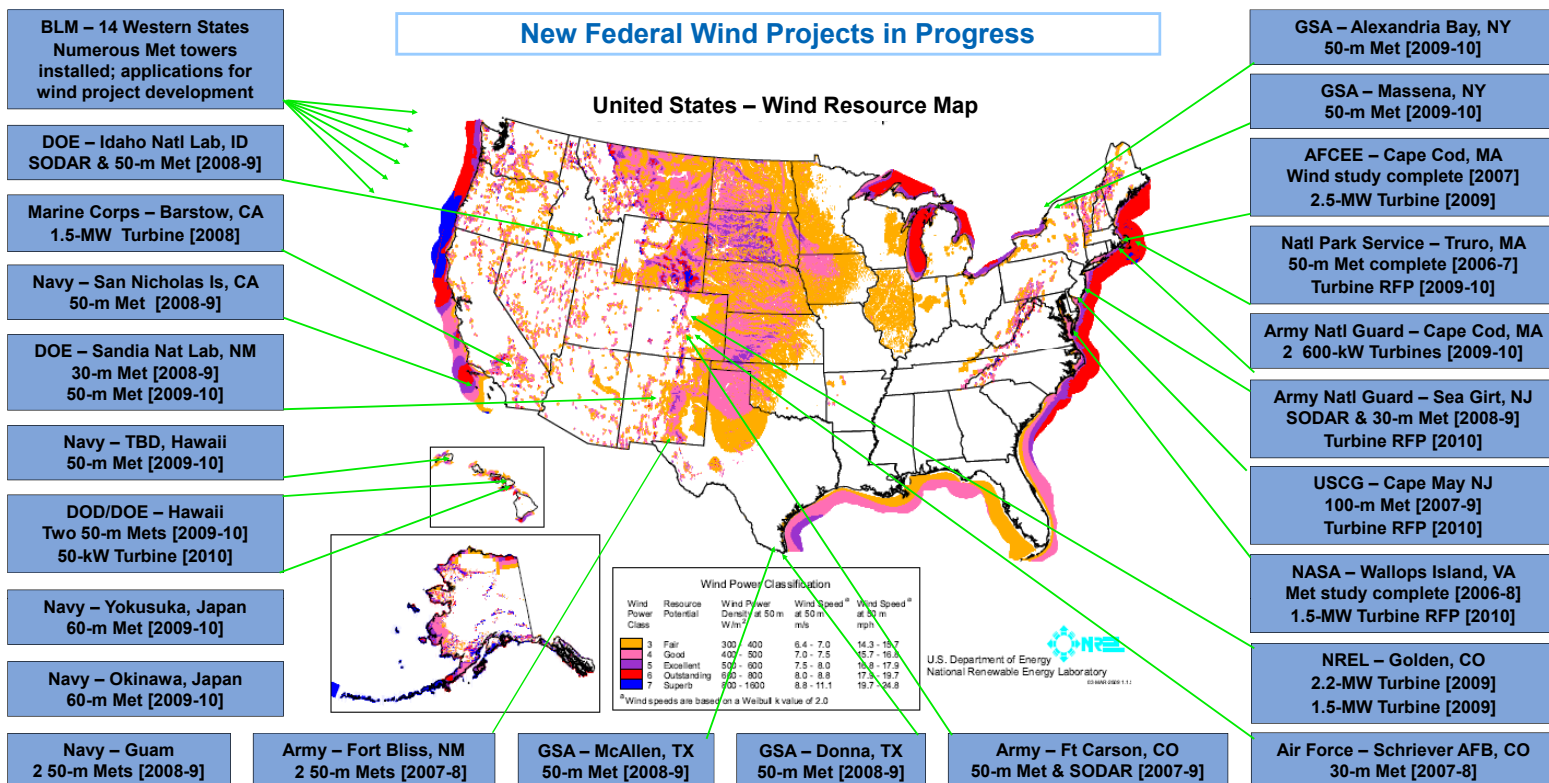 New Federal Wind Projects in Progress
United States – Wind Resource Map
BLM – 14 Western States
Numerous Met towers
installed; applications for
wind project development
DOE – Idaho Natl Lab, ID
SODAR & 50-m Met [2008-9]
Marine Corps – Barstow, CA
1.5-MW Turbine [2008]
Navy – San Nicholas Is, CA
50-m Met [2008-9]
DOE – Sandia Nat Lab, NM
30-m Met [2008-9]
50-m Met [2009-10]
Navy – TBD, Hawaii
50-m Met [2009-10]
DOD/DOE – Hawaii
Two 50-m Mets [2009-10]
50-kW Turbine [2010]
Navy – Yokusuka, Japan
60-m Met [2009-10]
Navy – Okinawa, Japan
60-m Met [2009-10]
Navy – Guam
2 50-m Mets [2008-9]
Army – Fort Bliss, NM
2 50-m Mets [2007-8]
GSA – McAllen, TX
50-m Met [2008-9]
GSA – Donna, TX
50-m Met [2008-9]
Army – Ft Carson, CO
50-m Met & SODAR [2007-9]
Air Force – Schriever AFB, CO
30-m Met [2007-8]
GSA – Alexandria Bay, NY
50-m Met [2009-10]
GSA – Massena, NY
50-m Met [2009-10]
AFCEE – Cape Cod, MA
Wind study complete [2007]
2.5-MW Turbine [2009]
Natl Park Service – Truro, MA
50-m Met complete [2006-7]
Turbine RFP [2009-10]
Army Natl Guard – Cape Cod, MA
2 600-kW Turbines [2009-10]
Army Natl Guard – Sea Girt, NJ
SODAR & 30-m Met [2008-9]
Turbine RFP [2010]
USCG – Cape May NJ
100-m Met [2007-9]
Turbine RFP [2010]
NASA – Wallops Island, VA
Met study complete [2006-8]
1.5-MW Turbine RFP [2010]
NREL – Golden, CO
2.2-MW Turbine [2009]
1.5-MW Turbine [2009]
Wind Power Classification
Wind Resource Wind Power Wind Speed a Wind Speed a
Power Potential Density at 50 m at 50 m at 50 m
Class W/m2 m/s mph
3 Fair 300 - 400 6.4 - 7.0 14.3 - 15.7
4 Good 400 - 500 7.0 - 7.5 15.7 - 16.8
5 Excellent 500 - 600 7.5 - 8.0 16.8 - 17.9
6 Outstanding 600 - 800 8.0 - 8.8 17.9 - 19.7
7 Superb 800 - 1600 8.8 - 11.1 19.7 - 24.8
a Wind speeds are based on a Weibull k value of 2.0
NREL
U.S. Department of Energy
National Renewable Energy Laboratory